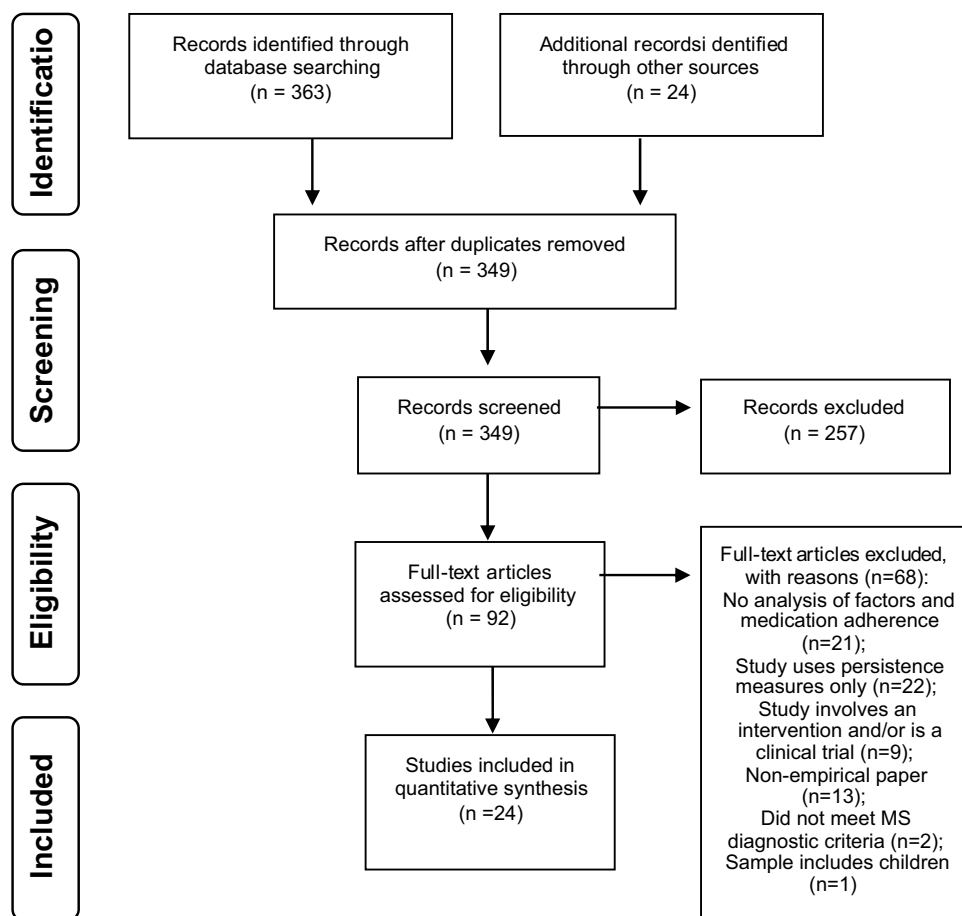 Identificatio
Records identified through
database searching
(n = 363)
Additional recordsi dentified
through other sources
(n = 24)
Records after duplicates removed
(n = 349)
Screening
Records screened
(n = 349)
Records excluded
(n = 257)
Eligibility
Full-text articles
assessed for eligibility
(n = 92)
Full-text articles excluded,
with reasons (n=68):
No analysis of factors and
medication adherence
(n=21);
Study uses persistence
measures only (n=22);
Study involves an
intervention and/or is a
clinical trial (n=9);
Non-empirical paper
(n=13);
Did not meet MS
diagnostic criteria (n=2);
Sample includes children
(n=1)
Included
Studies included in
quantitative synthesis
(n =24)